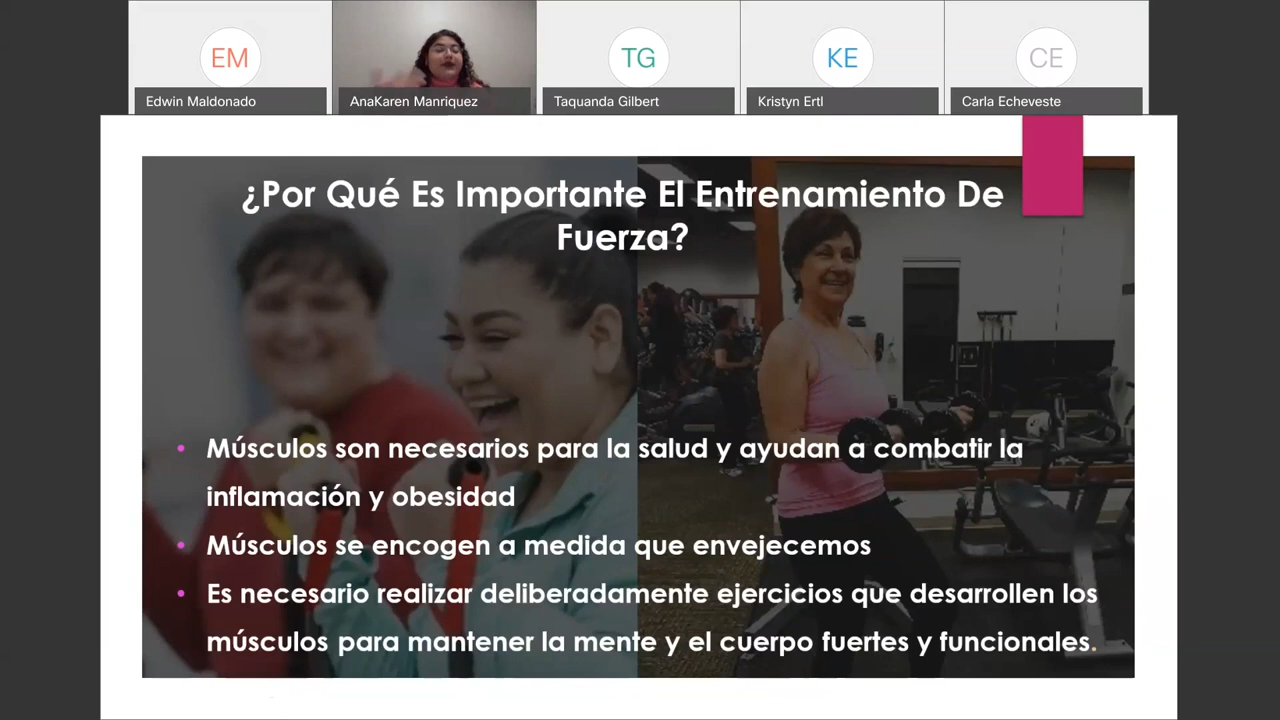 EM
TG
KE
CE
Edwin Maldonado
AnaKaren Manriquez
Taquanda Gilbert
Kristyn Ertl
Carla Echeveste
¿Por Qué Es Importante El Entrenamiento De
Fuerza?
• Músculos son necesarios para la salud y ayudan a combatir la
inflamación y obesidad
• Músculos se encogen a medida que envejecemos
• Es necesario realizar deliberadamente ejercicios que desarrollen los
músculos para mantener la mente y el cuerpo fuertes y funcionales.